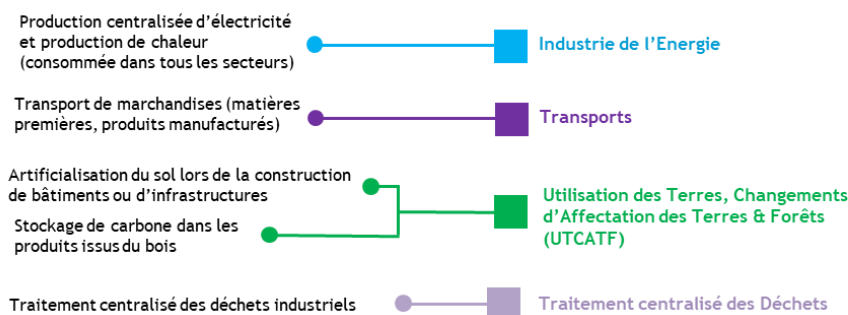 Production centralisée d'électricité
et production de chaleur
(consommée dans tous les secteurs)
Industrie de l'Energie
Transport de marchandises (matières
premières, produits manufacturés)
Transports
Artificialisation du sol lors de la construction
de bâtiments ou d'infrastructures
Stockage de carbone dans les
produits issus du bois
Utilisation des Terres, Changements
d'Affectation des Terres & Forêts
(UTCATF)
Traitement centralisé des déchets industriels
Traitement centralisé des Déchets